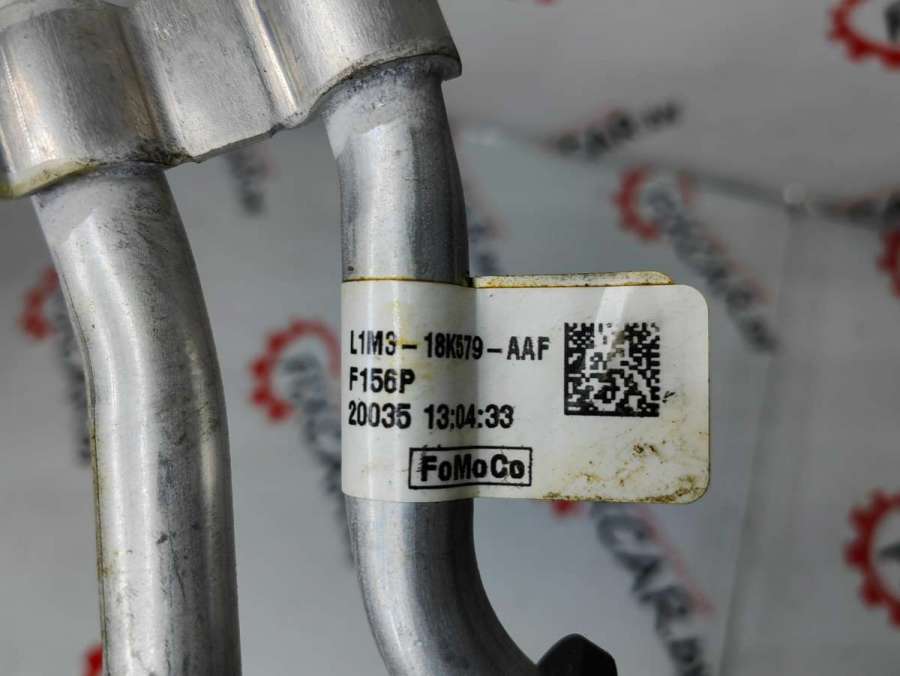 L1M3-18K579-AAF
F156P
20035 13:04:33
FoMoCo